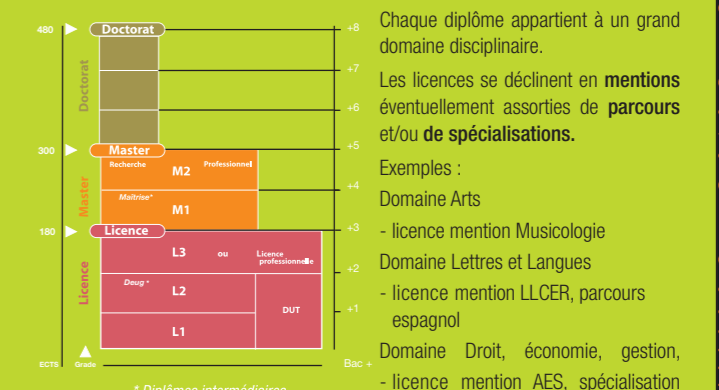 480
Doctorat
+8
Doctorat
+7
+6
300
Master
+5
Recherche
Professionnel
M2
+4
Master
Maîtrise*
M1
180
Licence
+3
L3
ou
Licence
professionnelle
+2
Licence
Deug *
L2
DUT
+1
L1
ECTS
Grade
Bac +
* Diplômes intermédiaires
Chaque diplôme appartient à un grand
domaine disciplinaire.
Les licences se déclinent en mentions
éventuellement assorties de parcours
et/ou de spécialisations.
Exemples :
Domaine Arts
- licence mention Musicologie
Domaine Lettres et Langues
- licence mention LLCER, parcours
espagnol
Domaine Droit, économie, gestion,
- licence mention AES, spécialisation